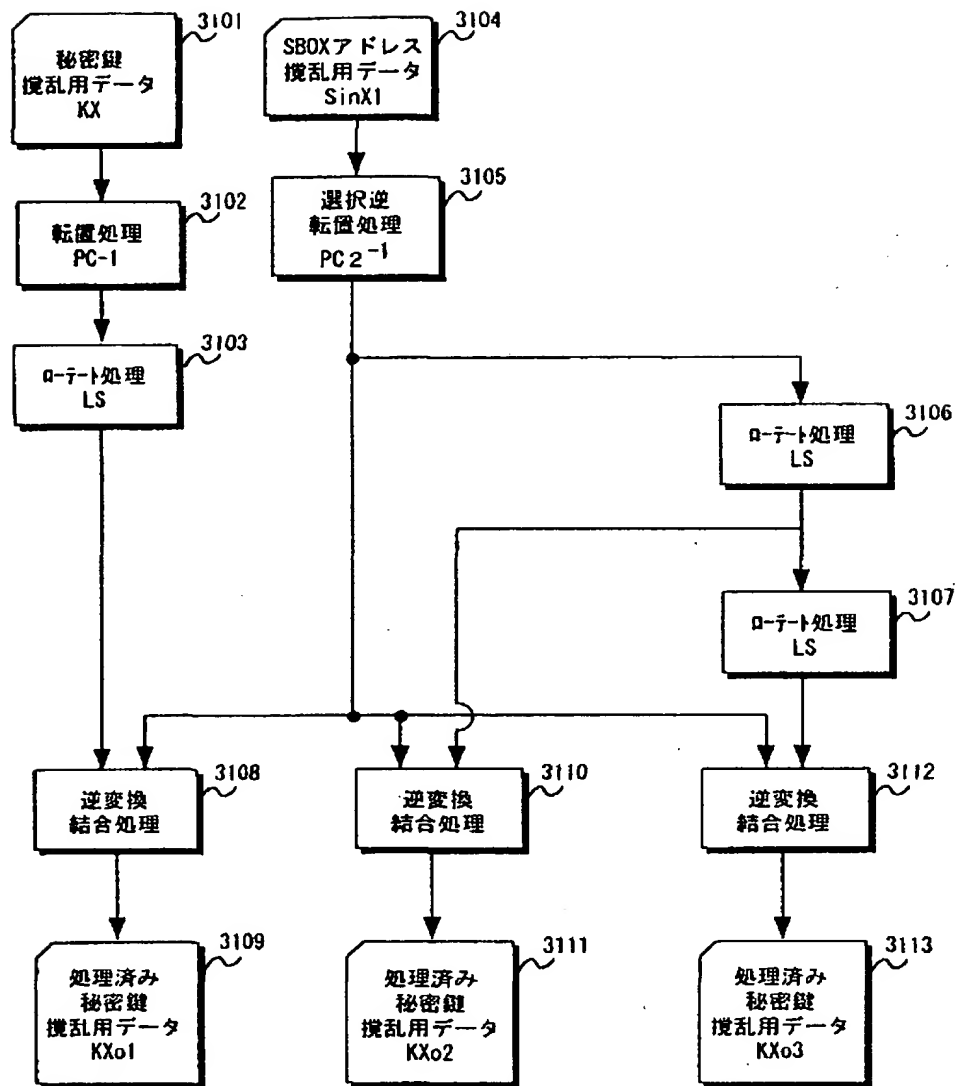 3101
秘密鍵
攪乱用データ
KX
3104
SBOXアドレス
攪乱用データ
SinX1
3102
転置処理
PC-1
3105
選択逆
転置処理
PC2⁻¹
3103
ローテート処理
LS
3106
ローテート処理
LS
3107
ローテート処理
LS
3108
逆変換
結合処理
3110
逆変換
結合処理
3112
逆変換
結合処理
3109
処理済み
秘密鍵
攪乱用データ
KXo1
3111
処理済み
秘密鍵
攪乱用データ
KXo2
3113
処理済み
秘密鍵
攪乱用データ
KXo3